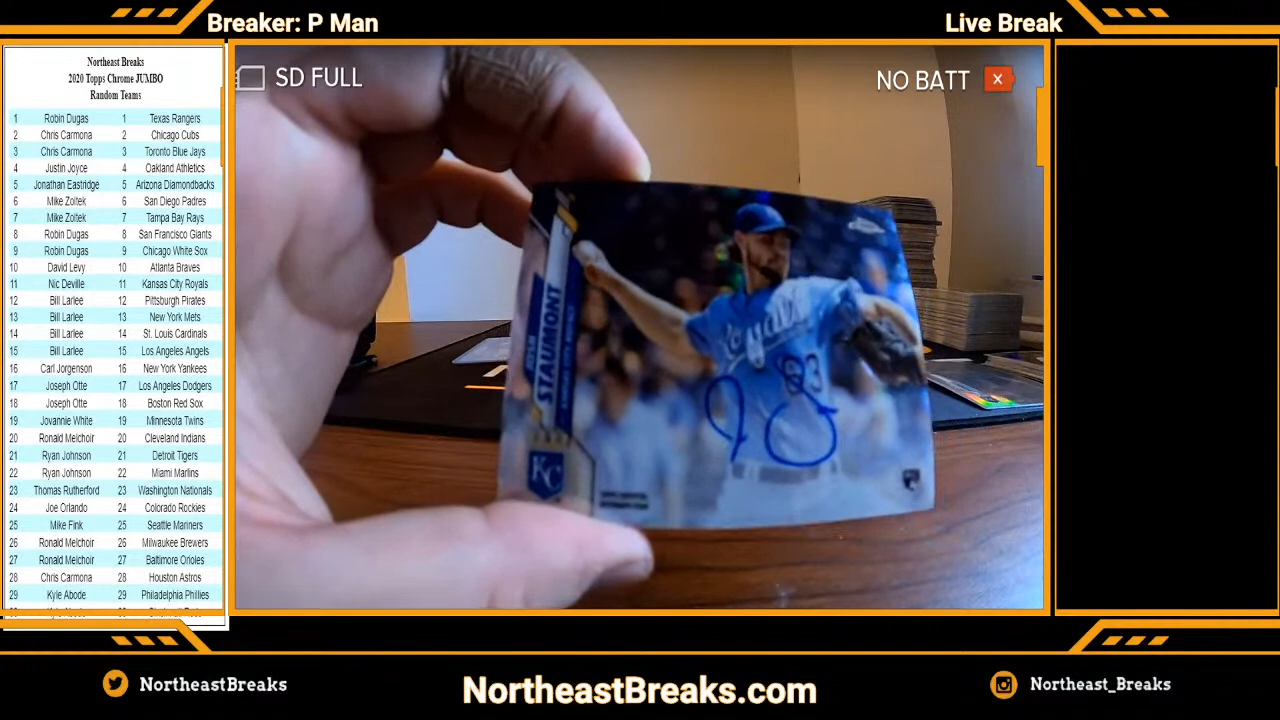 Breaker: P Man
Live Break
Northeast Breaks
2020 Topps Chrome JUMBO
Random Teams
1 Robin Dugas 1 Texas Rangers
2 Chris Carmona 2 Chicago Cubs
3 Chris Carmona 3 Toronto Blue Jays
4 Justin Joyce 4 Oakland Athletics
5 Jonathan Eastridge 5 Arizona Diamondbacks
6 Mike Zoltek 6 San Diego Padres
7 Mike Zoltek 7 Tampa Bay Rays
8 Robin Dugas 8 San Francisco Giants
9 Robin Dugas 9 Chicago White Sox
10 David Levy 10 Atlanta Braves
11 Nic Deville 11 Kansas City Royals
12 Bill Larlee 12 Pittsburgh Pirates
13 Bill Larlee 13 New York Mets
14 Bill Larlee 14 St. Louis Cardinals
15 Bill Larlee 15 Los Angeles Angels
16 Carl Jorgenson 16 New York Yankees
17 Joseph Otte 17 Los Angeles Dodgers
18 Joseph Otte 18 Boston Red Sox
19 Jovannie White 19 Minnesota Twins
20 Ronald Melchoir 20 Cleveland Indians
21 Ryan Johnson 21 Detroit Tigers
22 Ryan Johnson 22 Miami Marlins
23 Thomas Rutherford 23 Washington Nationals
24 Joe Orlando 24 Colorado Rockies
25 Mike Fink 25 Seattle Mariners
26 Ronald Melchoir 26 Milwaukee Brewers
27 Ronald Melchoir 27 Baltimore Orioles
28 Chris Carmona 28 Houston Astros
29 Kyle Abode 29 Philadelphia Phillies
SD FULL
NO BATT
STAUMONT
KC
Royals
NortheastBreaks
NortheastBreaks.com
Northeast_Breaks